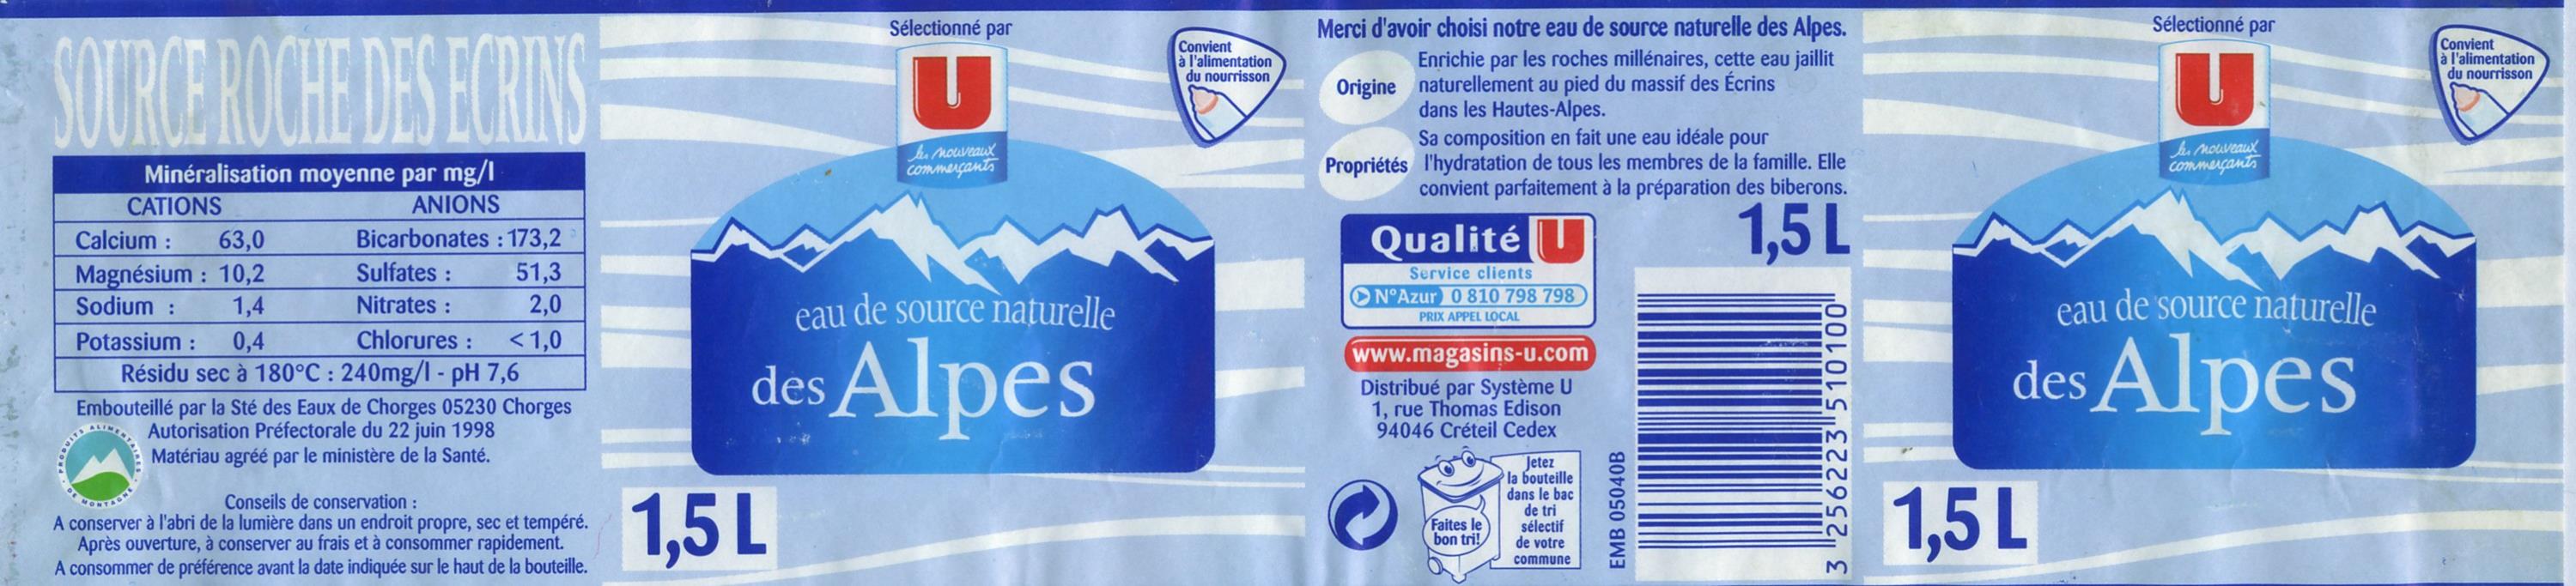 SOURCE ROCHE DES ECRINS
Minéralisation moyenne par mg/l
CATIONS ANIONS
Calcium : 63,0 Bicarbonates : 173,2
Magnésium : 10,2 Sulfates : 51,3
Sodium : 1,4 Nitrates : 2,0
Potassium : 0,4 Chlorures : < 1,0
Résidu sec à 180°C : 240mg/l - pH 7,6
Embouteillé par la Sté des Eaux de Chorges 05230 Chorges
Autorisation Préfectorale du 22 juin 1998
Matériau agréé par le ministère de la Santé.
PRODUITS ALIMENTAIRES
DE MONTAGNE
Conseils de conservation :
A conserver à l'abri de la lumière dans un endroit propre, sec et tempéré.
Après ouverture, à conserver au frais et à consommer rapidement.
A consommer de préférence avant la date indiquée sur le haut de la bouteille.
Sélectionné par
U
les nouveaux
commerçants
Convient
à l'alimentation
du nourrisson
eau de source naturelle
des Alpes
1,5 L
Merci d'avoir choisi notre eau de source naturelle des Alpes.
Origine
Enrichie par les roches millénaires, cette eau jaillit
naturellement au pied du massif des Écrins
dans les Hautes-Alpes.
Propriétés
Sa composition en fait une eau idéale pour
l'hydratation de tous les membres de la famille. Elle
convient parfaitement à la préparation des biberons.
1,5 L
Qualité U
Service clients
N°Azur 0 810 798 798
PRIX APPEL LOCAL
www.magasins-u.com
Distribué par Système U
1, rue Thomas Edison
94046 Créteil Cedex
Faites le
bon tri!
Jetez
la bouteille
dans le bac
de tri
sélectif
de votre
commune
EMB 05040B
3 256223 510100
Sélectionné par
U
les nouveaux
commerçants
Convient
à l'alimentation
du nourrisson
eau de source naturelle
des Alpes
1,5 L